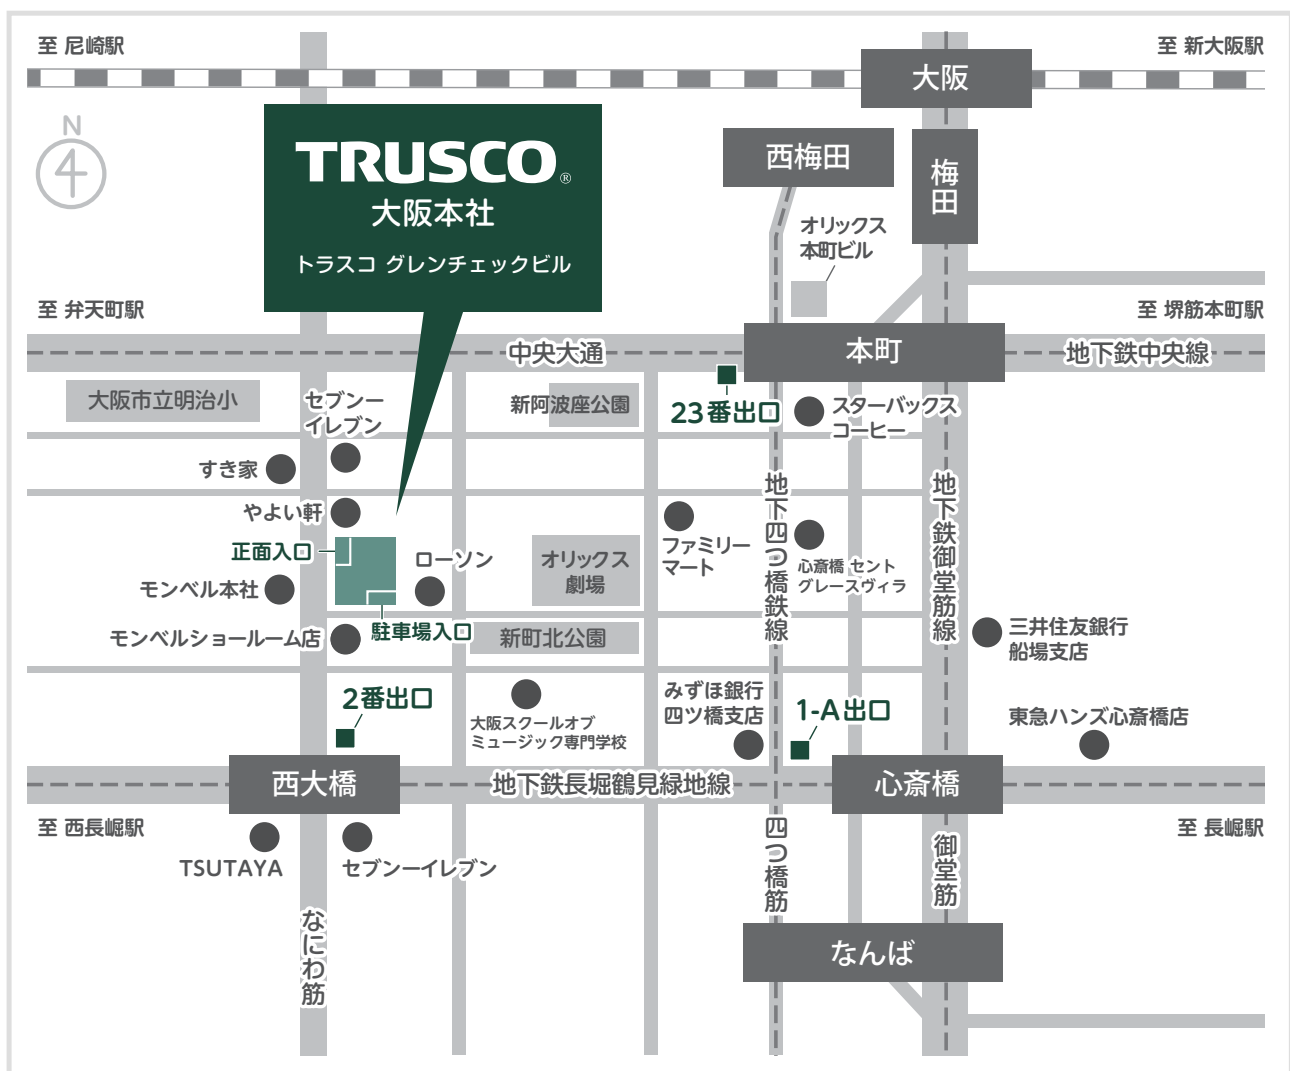 至 尼崎駅
至 新大阪駅
大阪
N
TRUSCO®
大阪本社
トラスコ グレンチェックビル
西梅田
梅田
オリックス
本町ビル
至 弁天町駅
至 堺筋本町駅
中央大通
本町
地下鉄中央線
大阪市立明治小
セブンー
イレブン
新阿波座公園
23番出口
スターバックス
コーヒー
すき家
やよい軒
正面入口
ローソン
モンベル本社
オリックス
劇場
ファミリー
マート
地下四つ橋鉄線
心斎橋 セント
グレースヴィラ
地下鉄御堂筋線
駐車場入口
モンベルショールーム店
新町北公園
三井住友銀行
船場支店
2番出口
大阪スクールオブ
ミュージック専門学校
みずほ銀行
四ツ橋支店
1-A出口
東急ハンズ心斎橋店
西大橋
地下鉄長堀鶴見緑地線
心斎橋
至 西長堀駅
至 長堀駅
TSUTAYA
セブンーイレブン
四つ橋筋
御堂筋
なにわ筋
なんば